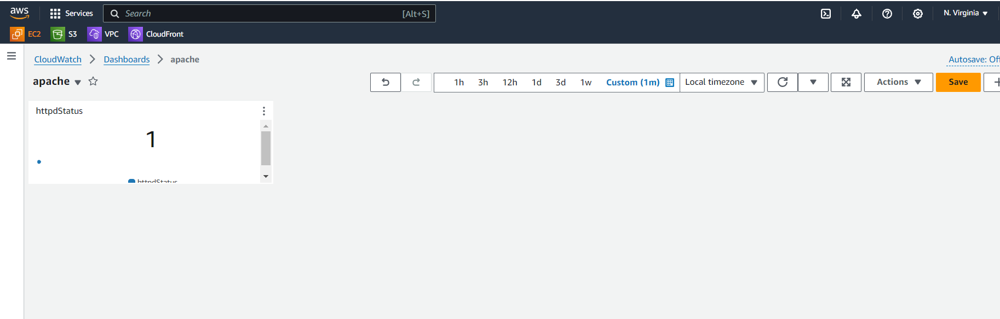 aws Services Search [Alt+S] N. Virginia
EC2 S3 VPC CloudFront
CloudWatch Dashboards apache Autosave: Off
apache 1h 3h 12h 1d 3d 1w Custom (1m) Local timezone Actions Save
httpdStatus
1
httpdStatus